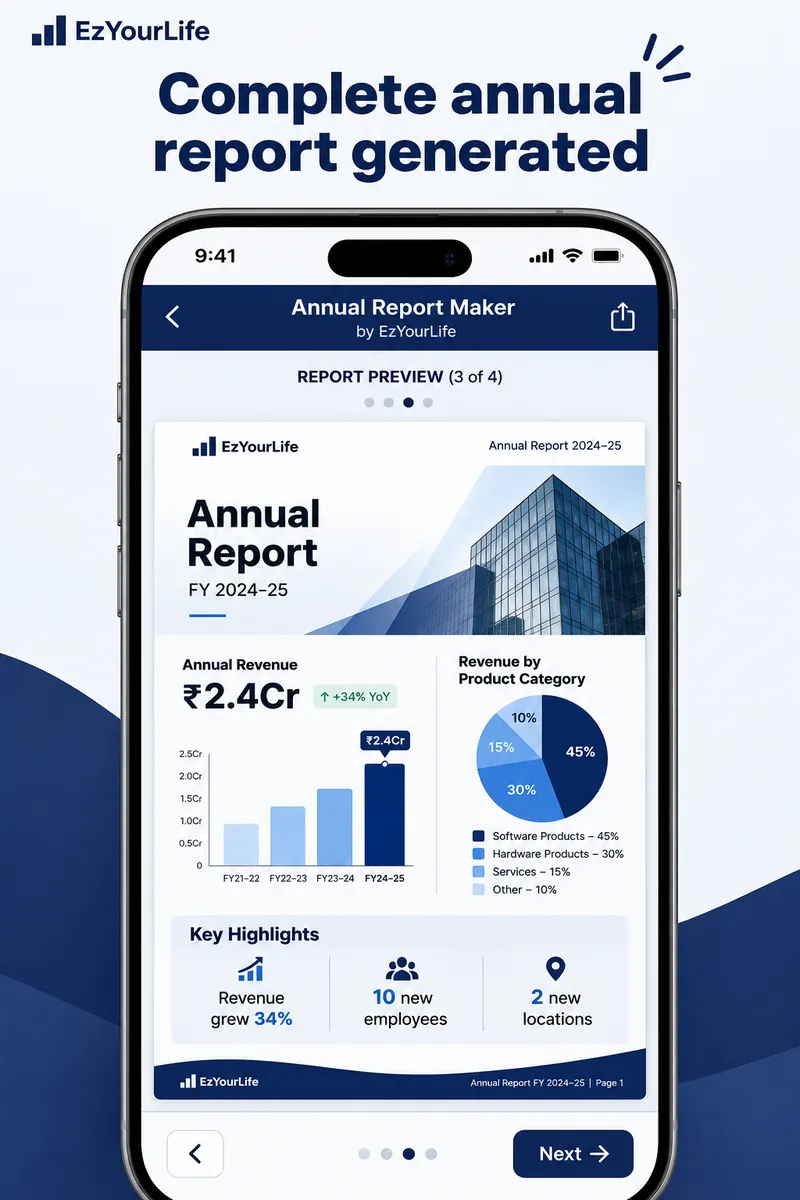 EzYourLife
Complete annual
report generated
9:41
Annual Report Maker
by EzYourLife
REPORT PREVIEW (3 of 4)
EzYourLife
Annual Report 2024–25
Annual
Report
FY 2024–25
Annual Revenue
₹2.4Cr
↑ +34% YoY
₹2.4Cr
2.5Cr
2.0Cr
1.5Cr
1.0Cr
0.5Cr
0
FY21–22 FY22–23 FY23–24 FY24–25
Revenue by
Product Category
10%
15%
45%
30%
Software Products – 45%
Hardware Products – 30%
Services – 15%
Other – 10%
Key Highlights
Revenue
grew 34%
10 new
employees
2 new
locations
EzYourLife
Annual Report FY 2024–25 | Page 1
Next →